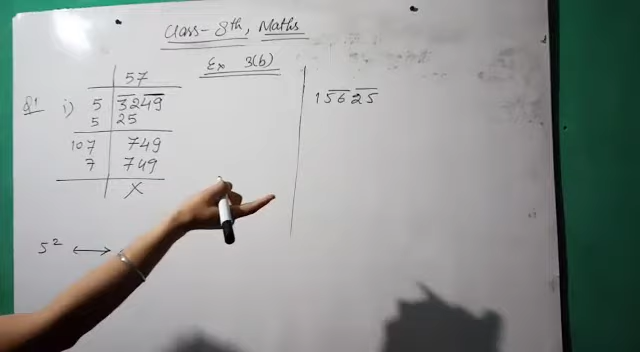 Class-8th, Maths
Ex 3(b)
Q1 i)
57
5 3249
5 25
107 749
7 749
X
5² ↔
15625